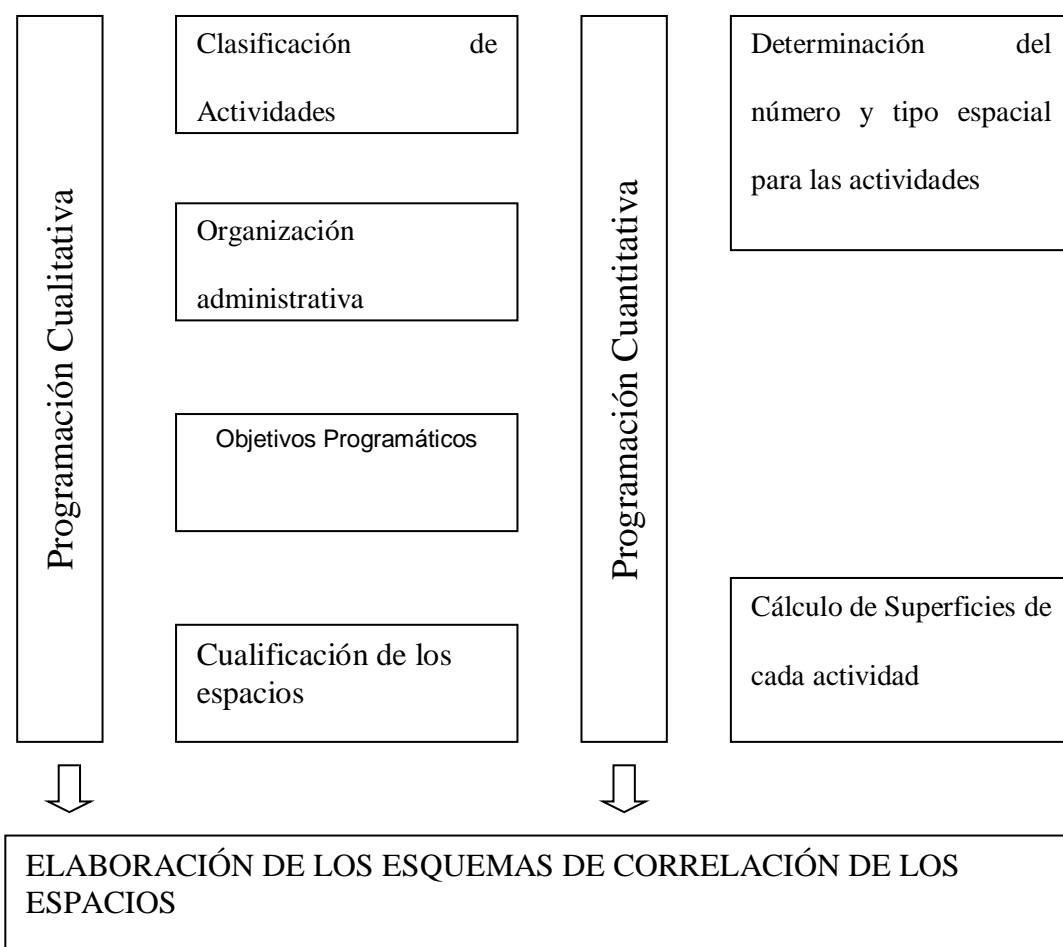 Programación Cualitativa
Clasificación de
Actividades
Organización
administrativa
Objetivos Programáticos
Cualificación de los
espacios
Programación Cuantitativa
Determinación del
número y tipo espacial
para las actividades
Cálculo de Superficies de
cada actividad
ELABORACIÓN DE LOS ESQUEMAS DE CORRELACIÓN DE LOS
ESPACIOS